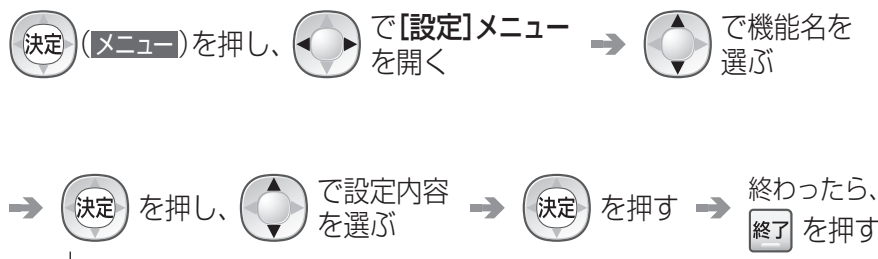 決定(メニュー)を押し、で[設定]メニューを開く
で機能名を選ぶ
決定を押し、で設定内容を選ぶ
決定を押す
終わったら、
終了を押す